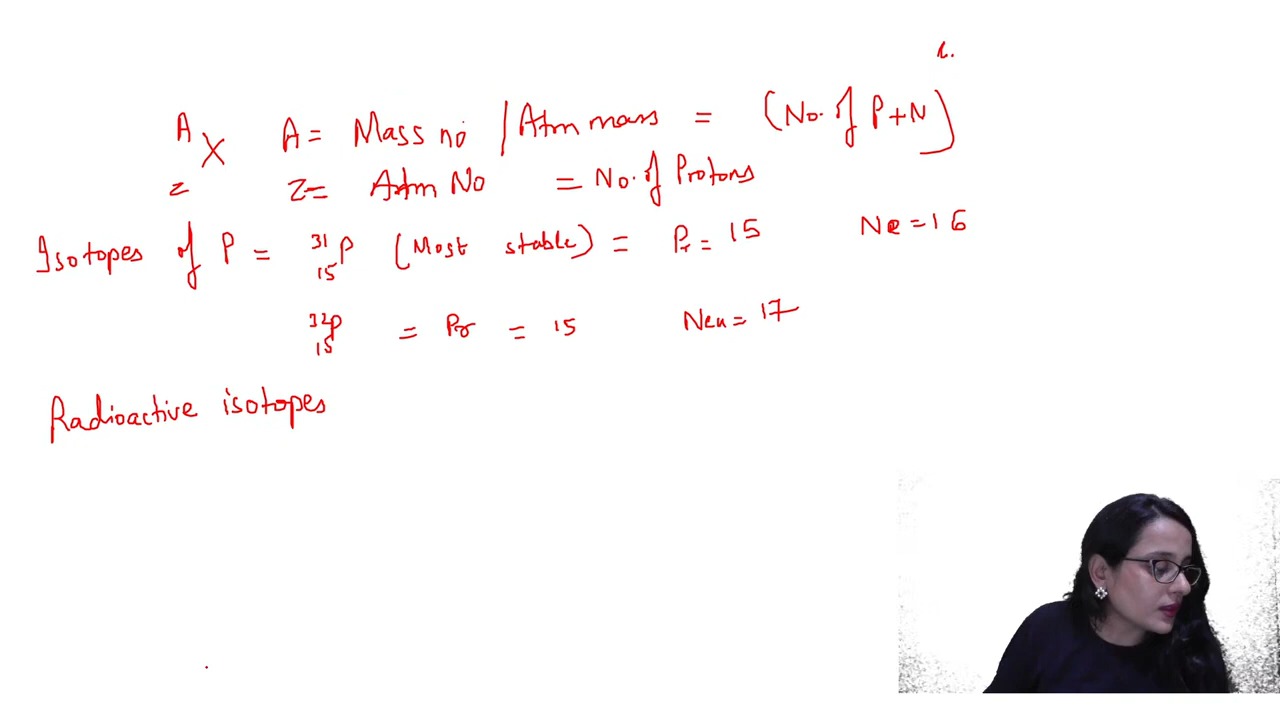 A X A = Mass no / Atm mass = (No. of P+N)
z z = Atm No = No. of Protons
Isotopes of P = 31 15 P (Most stable) = Pr = 15 Ne = 16
32 15 P = Pr = 15 Neu = 17
Radioactive isotopes